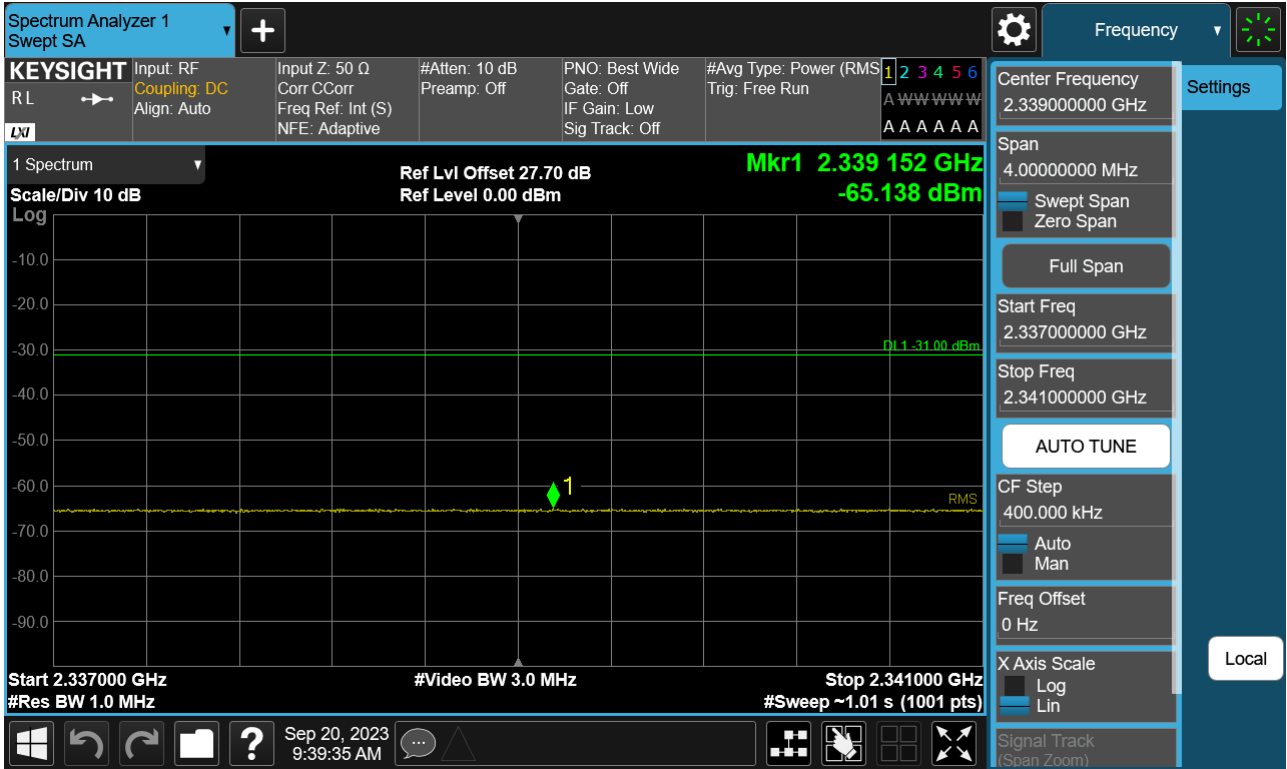 Spectrum Analyzer 1
Swept SA
Frequency
KEYSIGHT
R L
LXI
Input: RF
Coupling: DC
Align: Auto
Input Z: 50 Ω
Corr CCorr
Freq Ref: Int (S)
NFE: Adaptive
#Atten: 10 dB
Preamp: Off
PNO: Best Wide
Gate: Off
IF Gain: Low
Sig Track: Off
#Avg Type: Power (RMS
Trig: Free Run
1 2 3 4 5 6
A W W W W W
A A A A A A
1 Spectrum
Scale/Div 10 dB
Log
Ref Lvl Offset 27.70 dB
Ref Level 0.00 dBm
Mkr1 2.339 152 GHz
-65.138 dBm
-10.0
-20.0
-30.0
DL1 -31.00 dBm
-40.0
-50.0
-60.0
1
RMS
-70.0
-80.0
-90.0
Start 2.337000 GHz
#Video BW 3.0 MHz
Stop 2.341000 GHz
#Res BW 1.0 MHz
#Sweep ~1.01 s (1001 pts)
Sep 20, 2023
9:39:35 AM
Center Frequency
2.339000000 GHz
Settings
Span
4.00000000 MHz
Swept Span
Zero Span
Full Span
Start Freq
2.337000000 GHz
Stop Freq
2.341000000 GHz
AUTO TUNE
CF Step
400.000 kHz
Auto
Man
Freq Offset
0 Hz
X Axis Scale
Log
Lin
Local
Signal Track
(Span Zoom)